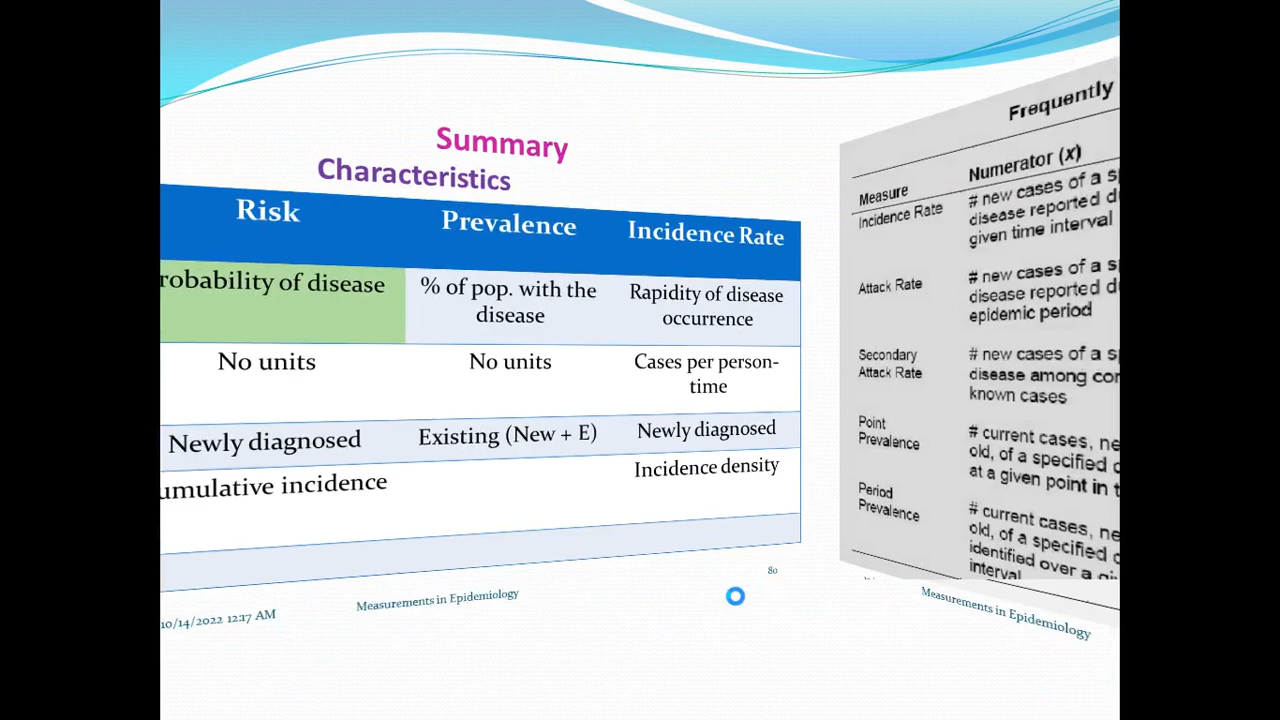 Summary
Characteristics
Risk
Prevalence
Incidence Rate
robability of disease
% of pop. with the
disease
Rapidity of disease
occurrence
No units
No units
Cases per person-
time
Newly diagnosed
Existing (New + E)
Newly diagnosed
umulative incidence
Incidence density
80
10/14/2022 12:17 AM
Measurements in Epidemiology
Frequently
Measure
Numerator (x)
Incidence Rate
# new cases of a s
disease reported d
given time interval
Attack Rate
# new cases of a s
disease reported d
epidemic period
Secondary
Attack Rate
# new cases of a s
disease among con
known cases
Point
Prevalence
# current cases, ne
old, of a specified
at a given point in t
Period
Prevalence
# current cases, ne
old, of a specified
identified over a gi
interval
Measurements in Epidemiology